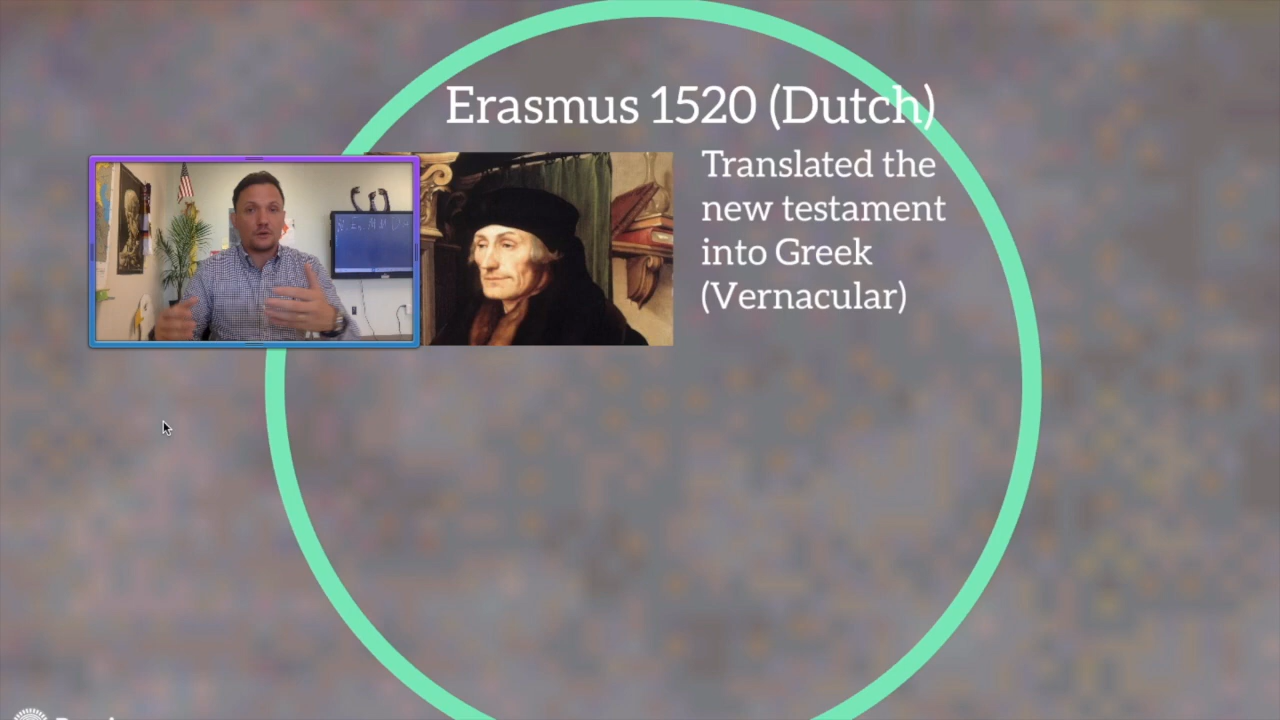 Erasmus 1520 (Dutch)
Translated the
new testament
into Greek
(Vernacular)